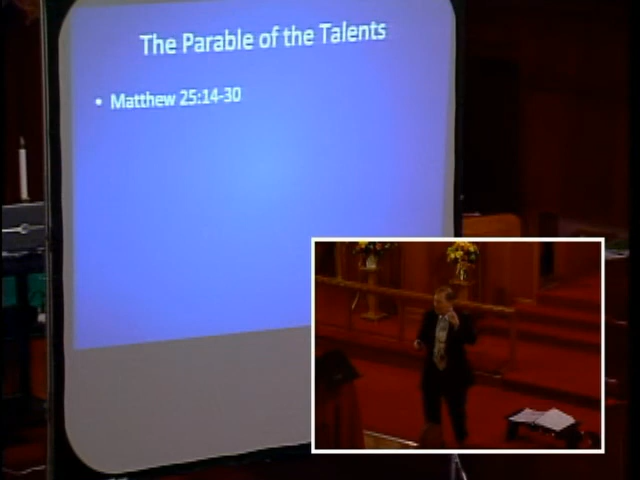 The Parable of the Talents
• Matthew 25:14-30